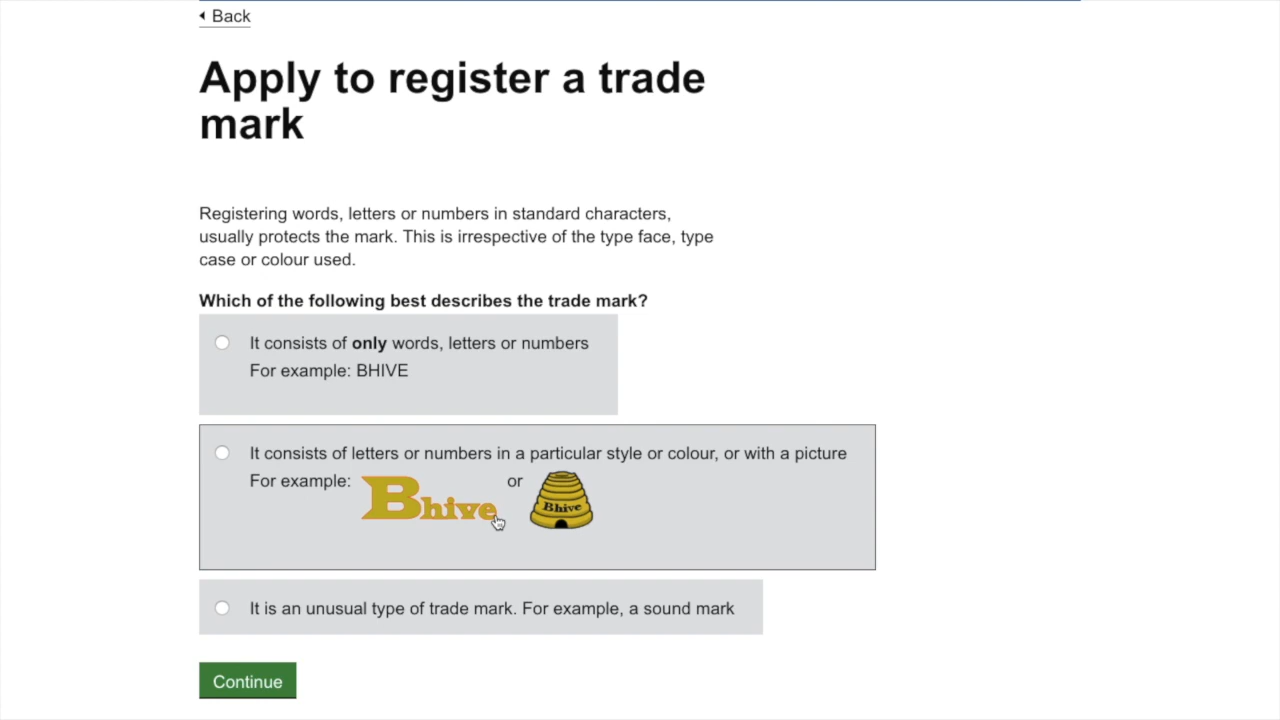 Back
Apply to register a trade
mark
Registering words, letters or numbers in standard characters,
usually protects the mark. This is irrespective of the type face, type
case or colour used.
Which of the following best describes the trade mark?
It consists of only words, letters or numbers
For example: BHIVE
It consists of letters or numbers in a particular style or colour, or with a picture
For example: Bhive or Bhive
It is an unusual type of trade mark. For example, a sound mark
Continue